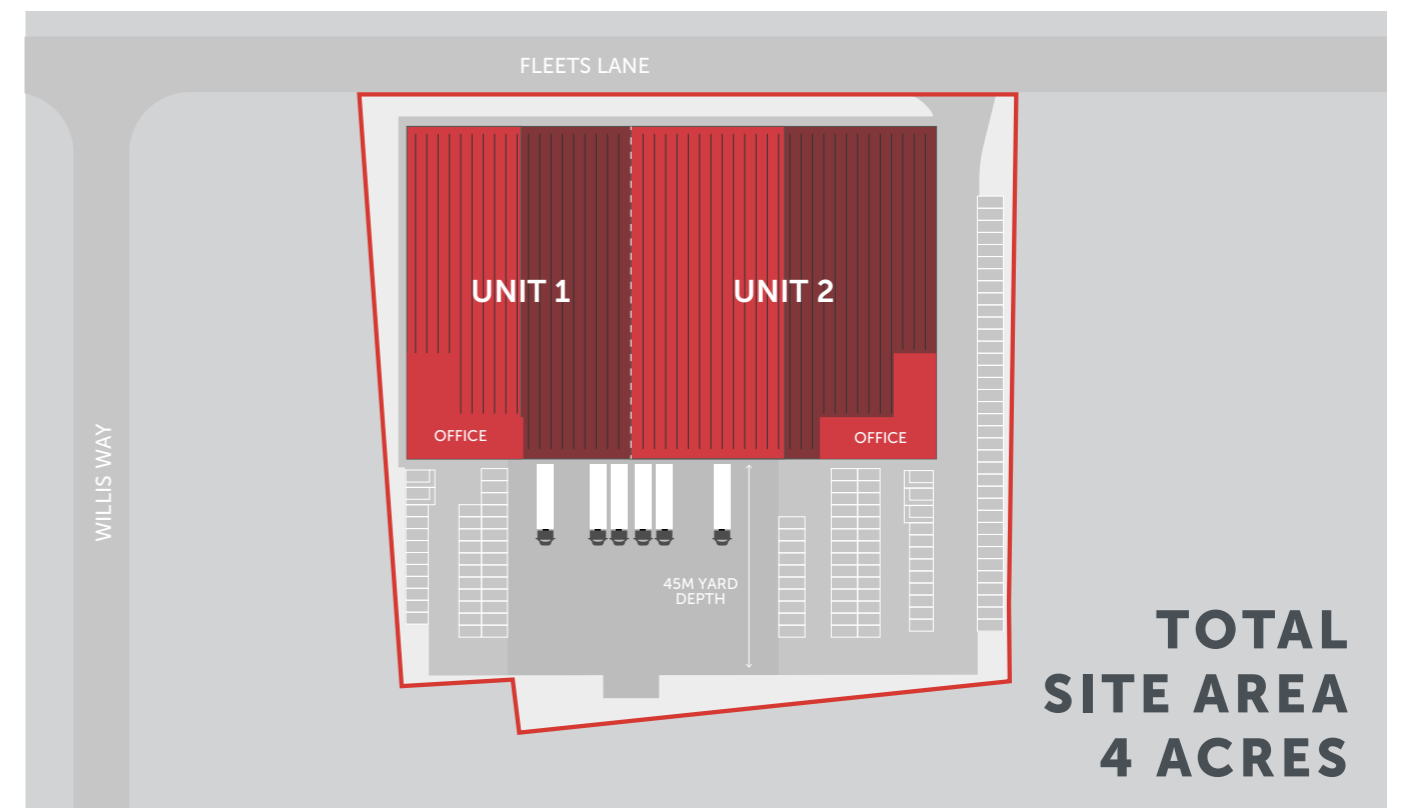 FLEETS LANE
UNIT 1
UNIT 2
OFFICE
OFFICE
WILLIS WAY
45M YARD
DEPTH
TOTAL
SITE AREA
4 ACRES